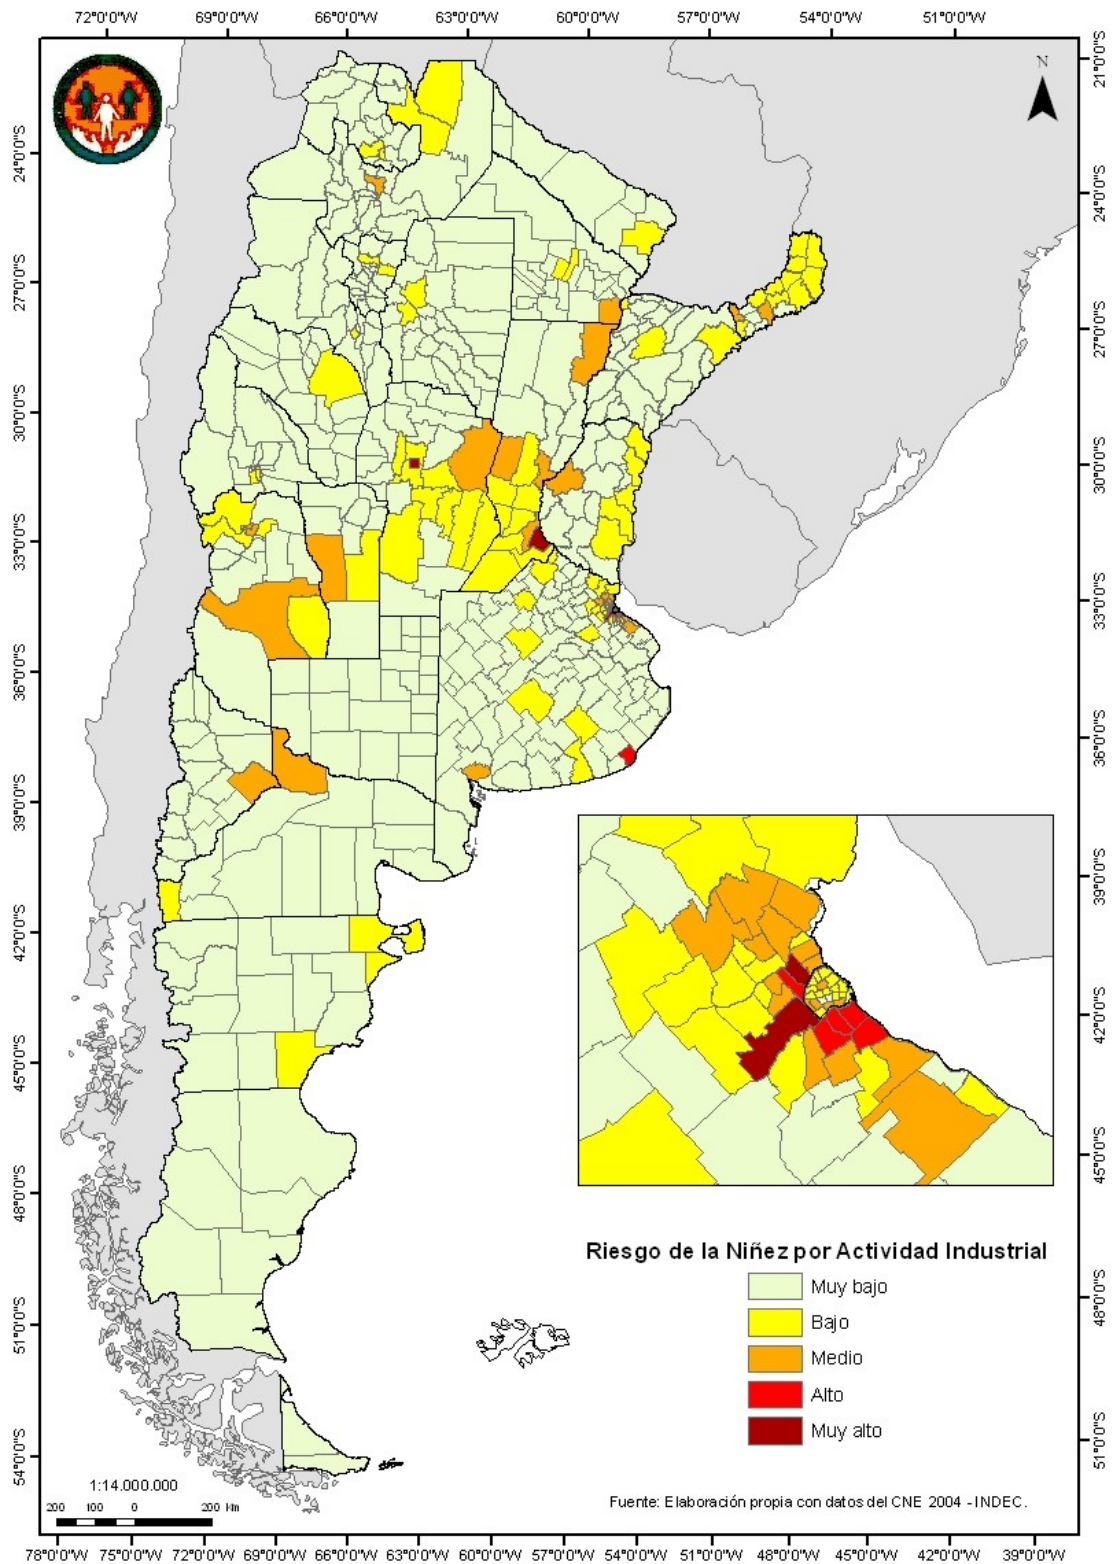 72°0'0"W 69°0'0"W 66°0'0"W 63°0'0"W 60°0'0"W 57°0'0"W 54°0'0"W 51°0'0"W
21°0'0"S
N
24°0'0"S
24°0'0"S
27°0'0"S
27°0'0"S
30°0'0"S
30°0'0"S
33°0'0"S
33°0'0"S
36°0'0"S
36°0'0"S
39°0'0"S
39°0'0"S
42°0'0"S
42°0'0"S
45°0'0"S
45°0'0"S
48°0'0"S
Riesgo de la Niñez por Actividad Industrial
Muy bajo
48°0'0"S
Bajo
51°0'0"S
Medio
Alto
Muy alto
51°0'0"S
54°0'0"S
1:14.000.000
200 100 0 200 Km
Fuente: Elaboración propia con datos del CNE 2004 - INDEC.
78°0'0"W 75°0'0"W 72°0'0"W 69°0'0"W 66°0'0"W 63°0'0"W 60°0'0"W 57°0'0"W 54°0'0"W 51°0'0"W 48°0'0"W 45°0'0"W 42°0'0"W 39°0'0"W